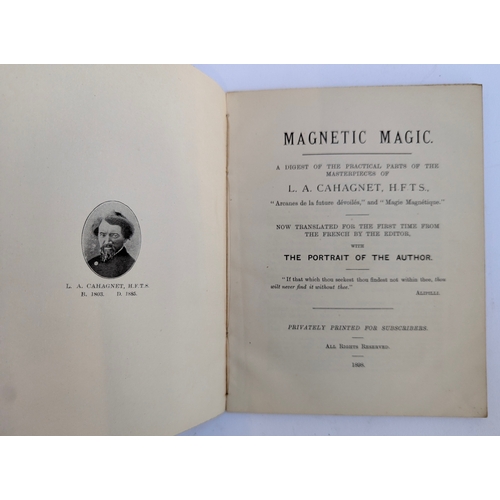 L. A. CAHAGNET, H.F.T.S.
B. 1805. D. 1885.
MAGNETIC MAGIC.
A DIGEST OF THE PRACTICAL PARTS OF THE
MASTERPIECES OF
L. A. CAHAGNET, H.F.T.S.,
"Arcanes de la future dévoilés," and "Magie Magnétique."
NOW TRANSLATED FOR THE FIRST TIME FROM
THE FRENCH BY THE EDITOR,
WITH
THE PORTRAIT OF THE AUTHOR.
"If that which thou seekest thou findest not within thee, thou
wilt never find it without thee."
ALIPILI.
PRIVATELY PRINTED FOR SUBSCRIBERS.
ALL RIGHTS RESERVED.
1898.